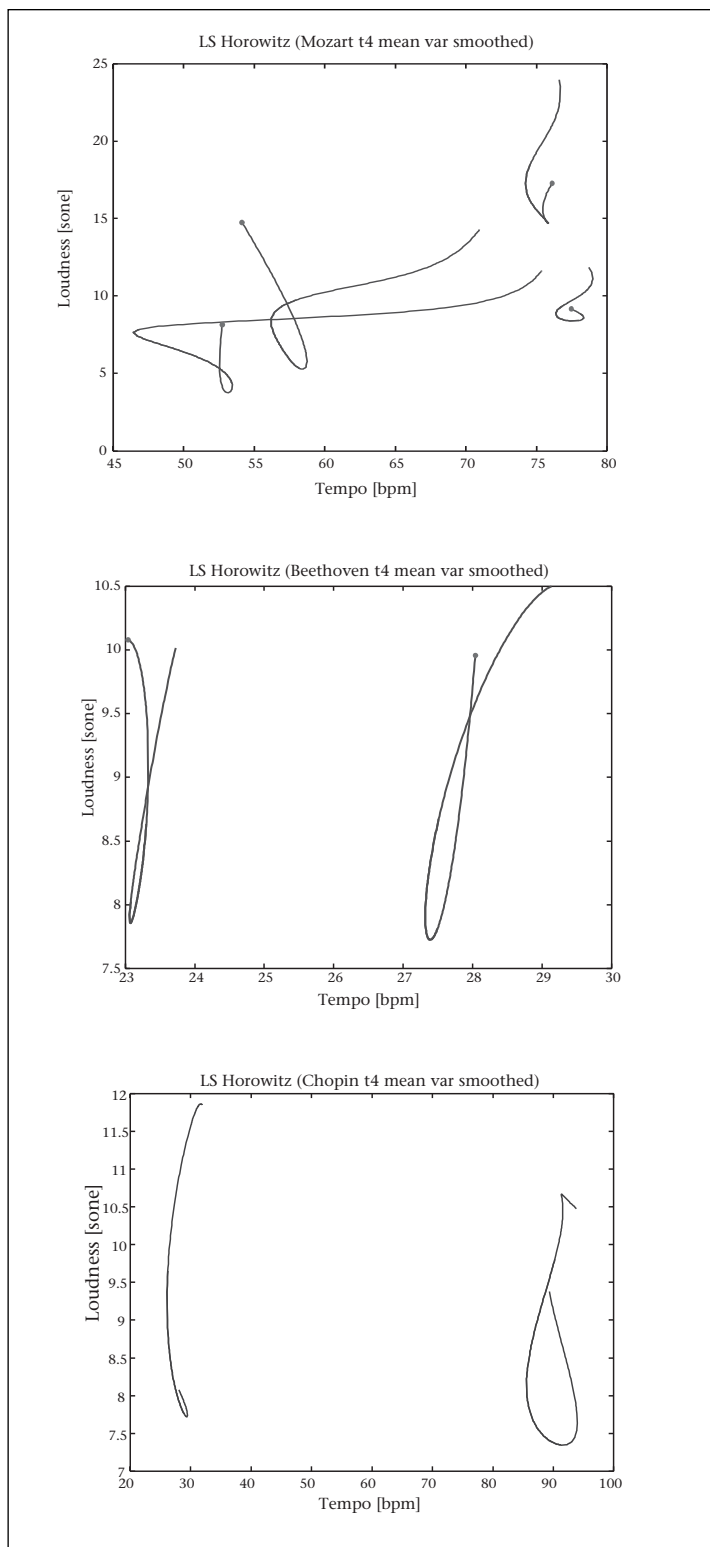 LS Horowitz (Mozart t4 mean var smoothed)
25
20
15
10
5
0
Loudness [sone]
45 50 55 60 65 70 75 80
Tempo [bpm]
LS Horowitz (Beethoven t4 mean var smoothed)
10.5
10
9.5
9
8.5
8
7.5
Loudness [sone]
23 24 25 26 27 28 29 30
Tempo [bpm]
LS Horowitz (Chopin t4 mean var smoothed)
12
11.5
11
10.5
10
9.5
9
8.5
8
7.5
7
Loudness [sone]
20 30 40 50 60 70 80 90 100
Tempo [bpm]